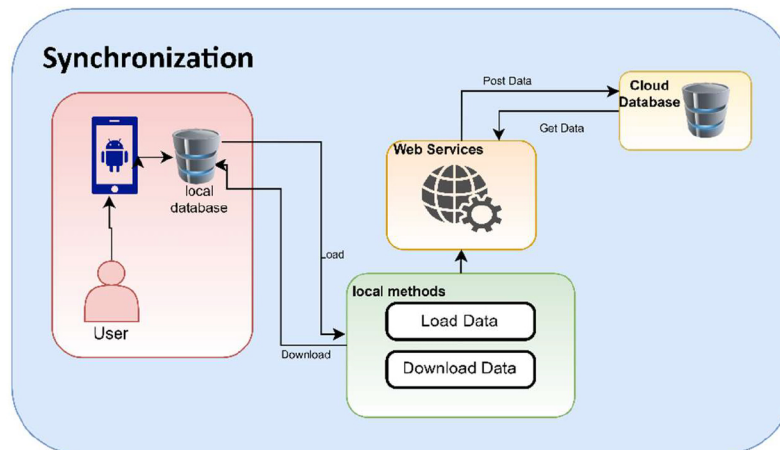 Synchronization
Post Data
Cloud
Database
Get Data
Web Services
local
database
Load
User
local methods
Load Data
Download
Download Data